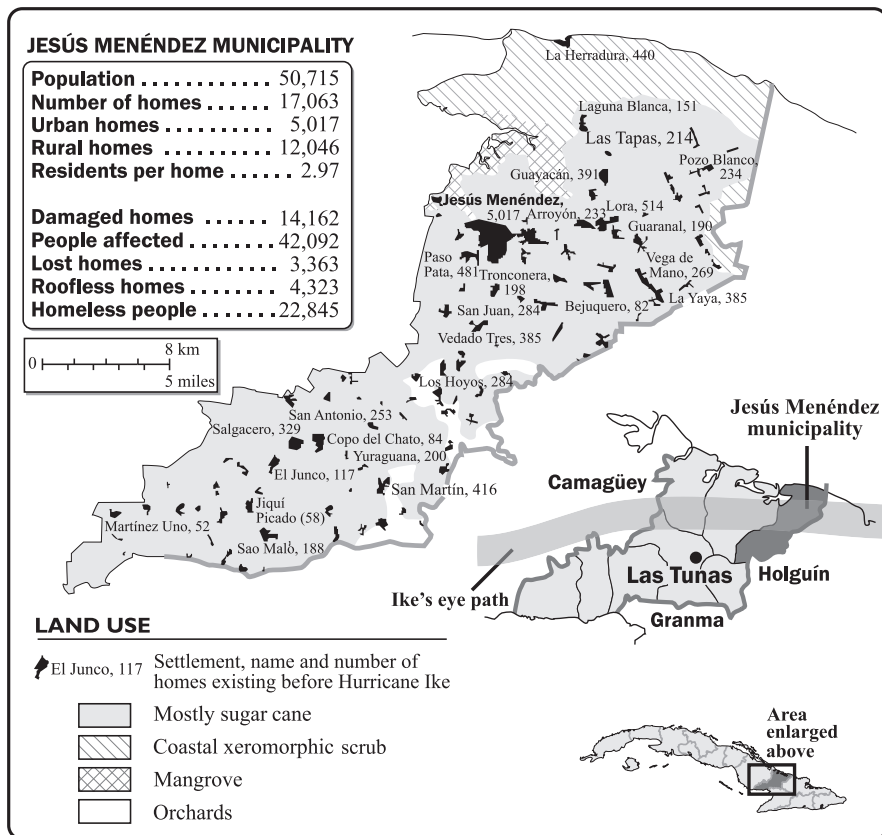 JESÚS MENÉNDEZ MUNICIPALITY
Population . . . . . . . . . . . 50,715
Number of homes . . . . . . 17,063
Urban homes . . . . . . . . . 5,017
Rural homes . . . . . . . . . 12,046
Residents per home . . . . . 2.97
Damaged homes . . . . . . 14,162
People affected . . . . . . . 42,092
Lost homes . . . . . . . . . . . 3,363
Roofless homes . . . . . . . . 4,323
Homeless people . . . . . . . 22,845
0 8 km
5 miles
La Herradura, 440
Laguna Blanca, 151
Las Tapas, 214
Pozo Blanco,
234
Guayacán, 391
Jesús Menéndez,
5,017
Arroyón, 233
Lora, 514
Guaranal, 190
Paso
Pata, 481
Tronconera,
198
Vega de
Mano, 269
San Juan, 284
Bejuquero, 82
La Yaya, 385
Vedado Tres, 385
Los Hoyos, 284
San Antonio, 253
Salgacero, 329
Copo del Chato, 84
Yuraguana, 200
El Junco, 117
San Martín, 416
Jiquí
Picado (58)
Martínez Uno, 52
Sao Malo, 188
Jesús Menéndez
municipality
Camagüey
Las Tunas
Holguín
Ike's eye path
Granma
LAND USE
El Junco, 117
Settlement, name and number of
homes existing before Hurricane Ike
Mostly sugar cane
Coastal xeromorphic scrub
Mangrove
Orchards
Area
enlarged
above